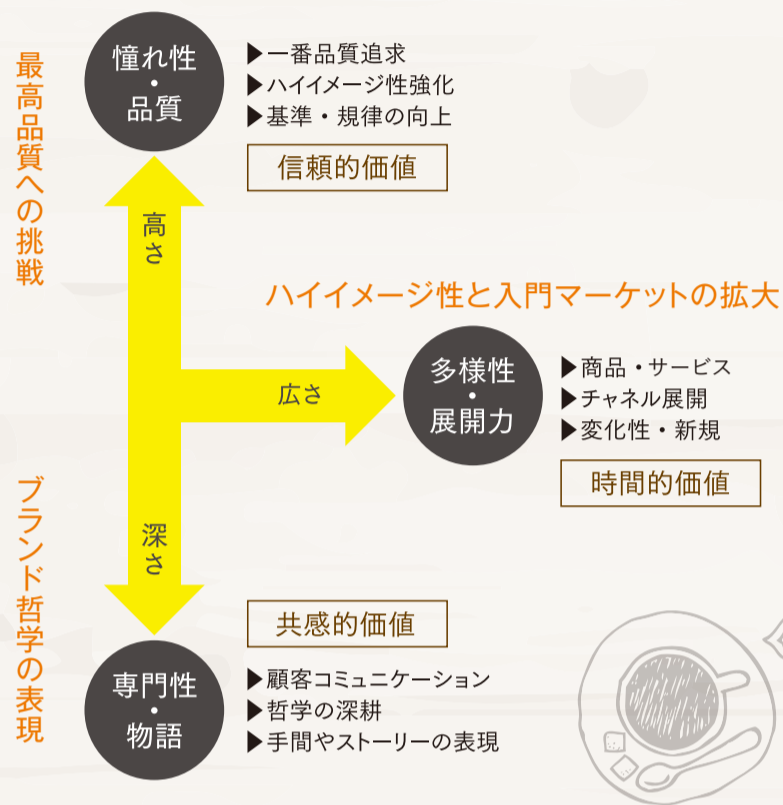 最高品質への挑戦
憧れ性
・
品質
▶一番品質追求
▶ハイイメージ性強化
▶基準・規律の向上
信頼的価値
高さ
ハイイメージ性と入門マーケットの拡大
広さ
多様性
・
展開力
▶商品・サービス
▶チャネル展開
▶変化性・新規
時間的価値
ブランド哲学の表現
深さ
専門性
・
物語
共感的価値
▶顧客コミュニケーション
▶哲学の深耕
▶手間やストーリーの表現